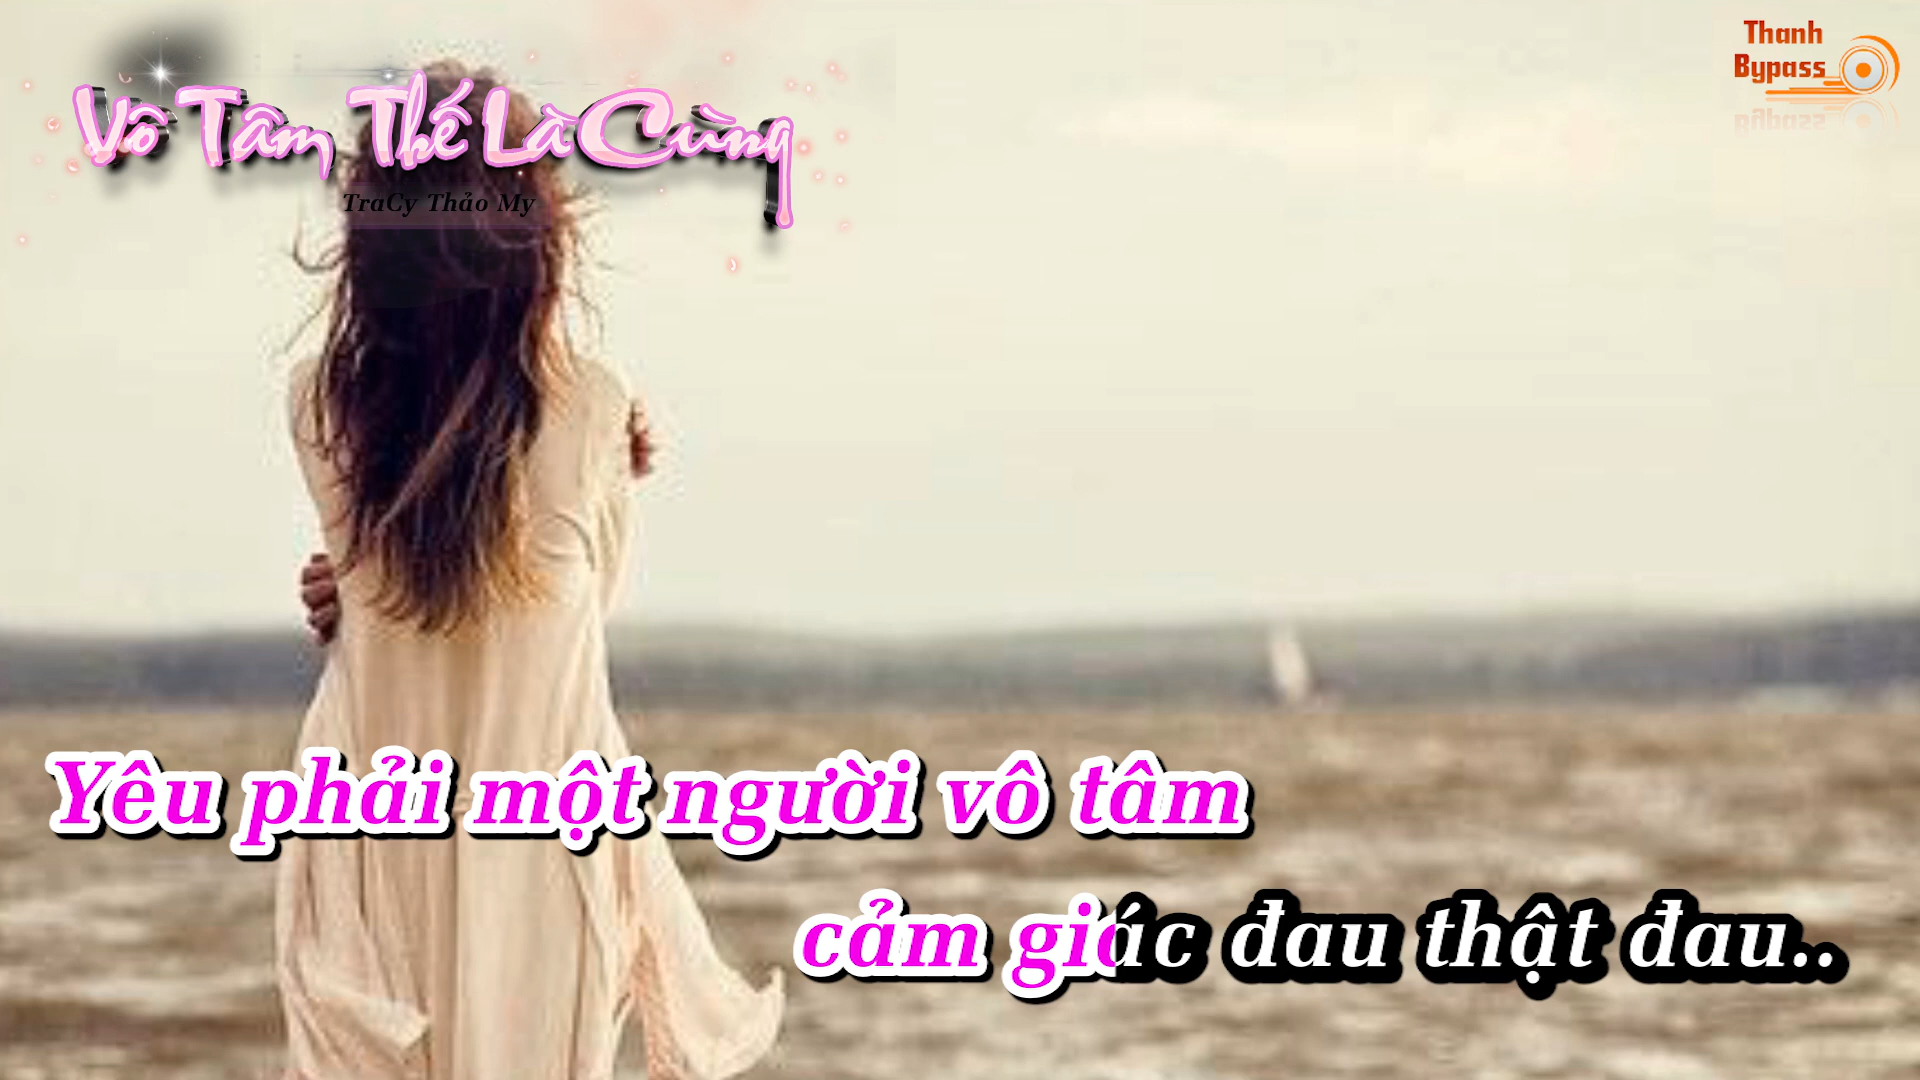 Vô Tâm Thế Là Cùng
TraCy Thảo My
Thanh
Bypass
Yêu phải một người vô tâm
cảm giác đau thật đau..